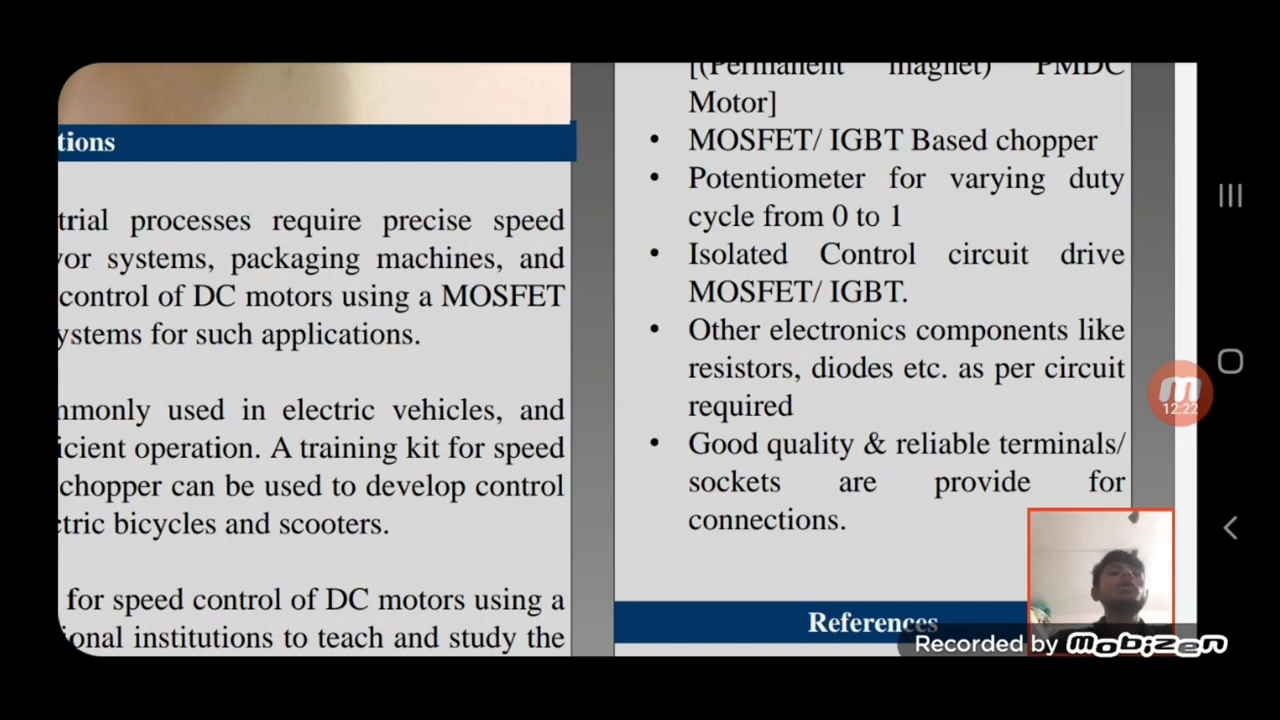 tions
trial processes require precise speed
vor systems, packaging machines, and
control of DC motors using a MOSFET
ystems for such applications.
mmonly used in electric vehicles, and
icient operation. A training kit for speed
chopper can be used to develop control
ctric bicycles and scooters.
for speed control of DC motors using a
ional institutions to teach and study the
[(Permanent magnet) PMDC
Motor]
• MOSFET/ IGBT Based chopper
• Potentiometer for varying duty
cycle from 0 to 1
• Isolated Control circuit drive
MOSFET/ IGBT.
• Other electronics components like
resistors, diodes etc. as per circuit
required
• Good quality & reliable terminals/
sockets are provide for
connections.
References
12:22
Recorded by mobizen